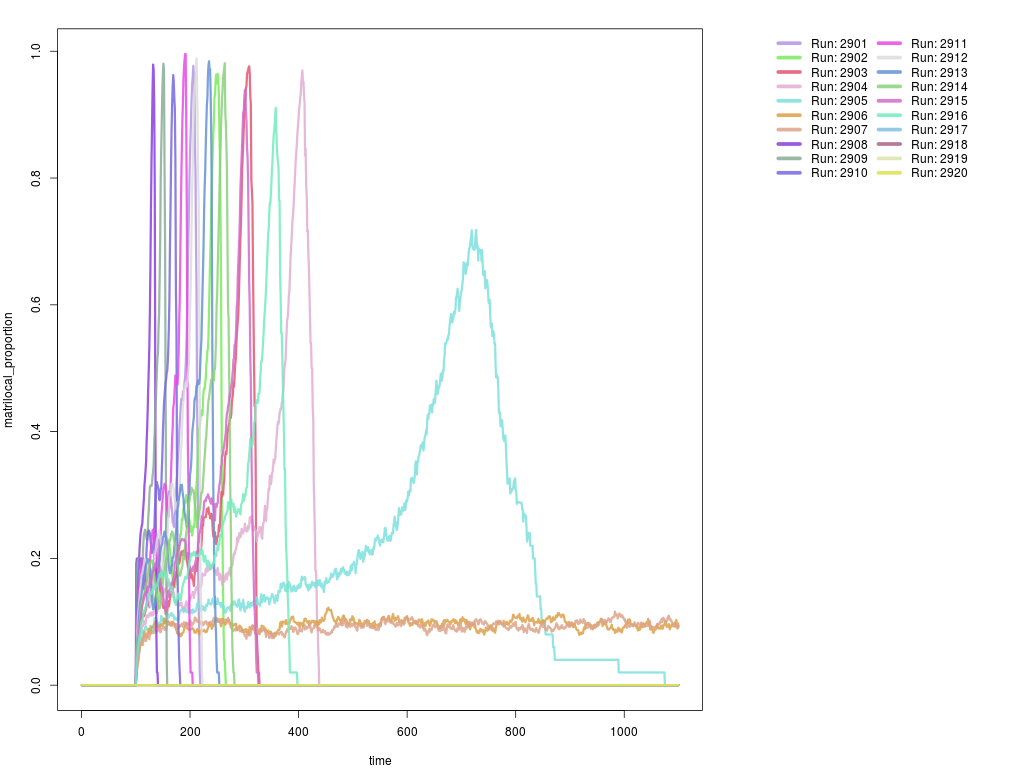 1.0
0.8
0.6
0.4
0.2
0.0
matrilocal_proportion
0
200
400
600
800
1000
time
Run: 2901
Run: 2902
Run: 2903
Run: 2904
Run: 2905
Run: 2906
Run: 2907
Run: 2908
Run: 2909
Run: 2910
Run: 2911
Run: 2912
Run: 2913
Run: 2914
Run: 2915
Run: 2916
Run: 2917
Run: 2918
Run: 2919
Run: 2920